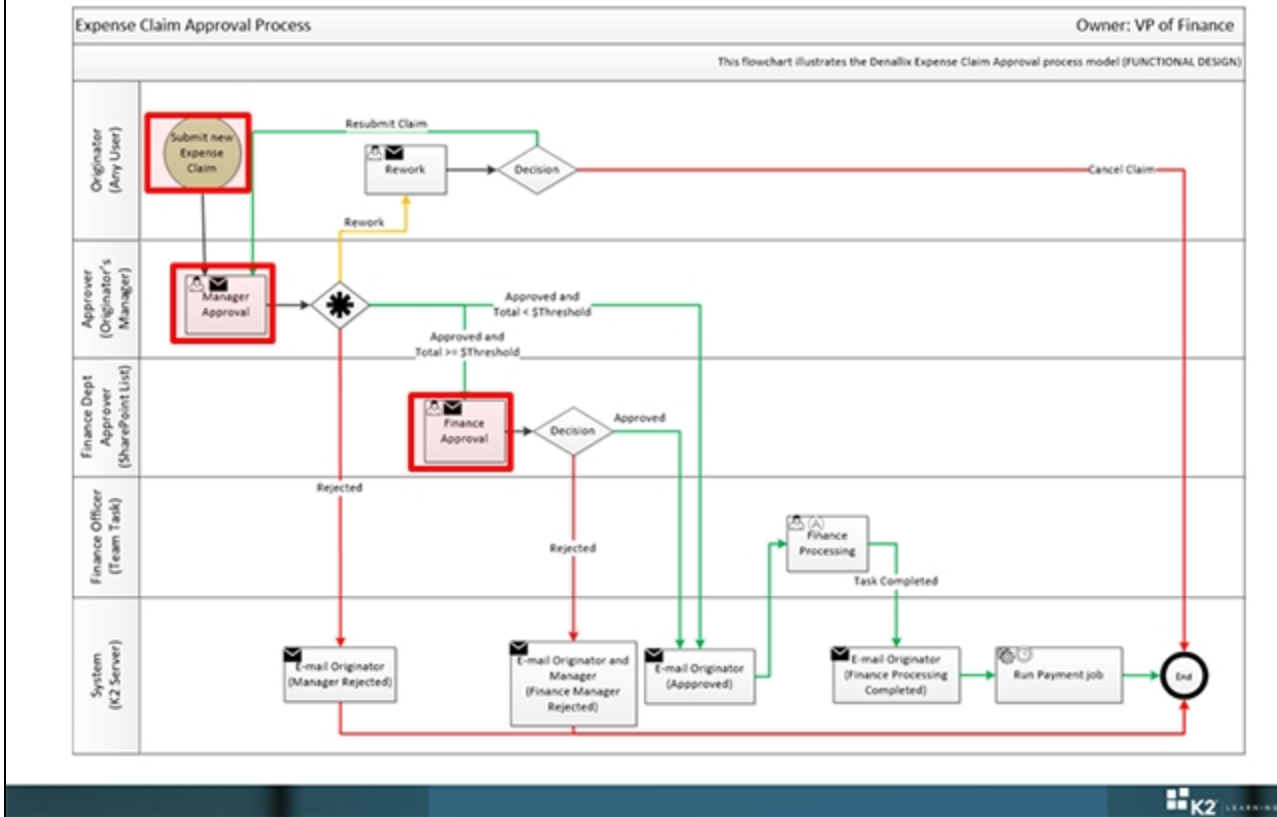 Expense Claim Approval Process
Owner: VP of Finance
This flowchart illustrates the Denallix Expense Claim Approval process model (FUNCTIONAL DESIGN)
Originator
(Any User)
Submit new
Expense
Claim
Resubmit Claim
Rework
Decision
Cancel Claim
Rework
Approver
(Originator's
Manager)
Manager
Approval
Approved and
Total < $Threshold
Approved and
Total >= $Threshold
Finance Dept
Approver
(SharePoint List)
Finance
Approval
Decision
Approved
Rejected
Finance Officer
(Team Task)
Rejected
Finance
Processing
Task Completed
System
(K2 Server)
E-mail Originator
(Manager Rejected)
E-mail Originator and
Manager
(Finance Manager
Rejected)
E-mail Originator
(Appproved)
E-mail Originator
(Finance Processing
Completed)
Run Payment job
End
K2 LEARNING